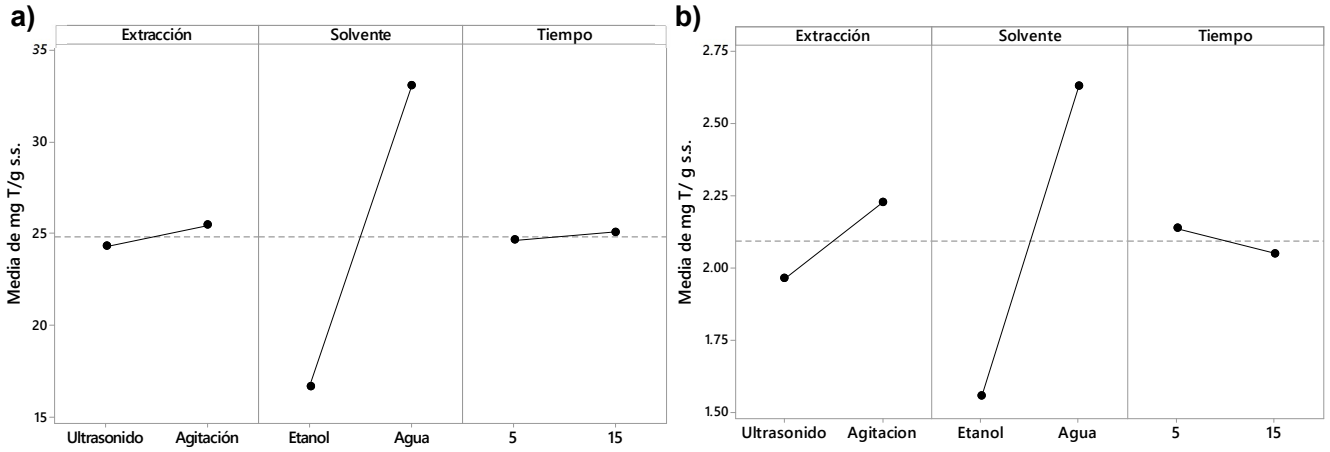 a)
Extracción Solvente Tiempo
35
30
25
20
15
Media de mg T/g s.s.
Ultrasonido Agitación Etanol Agua 5 15
b)
Extracción Solvente Tiempo
2.75
2.50
2.25
2.00
1.75
1.50
Media de mg T/ g s.s.
Ultrasonido Agitacion Etanol Agua 5 15